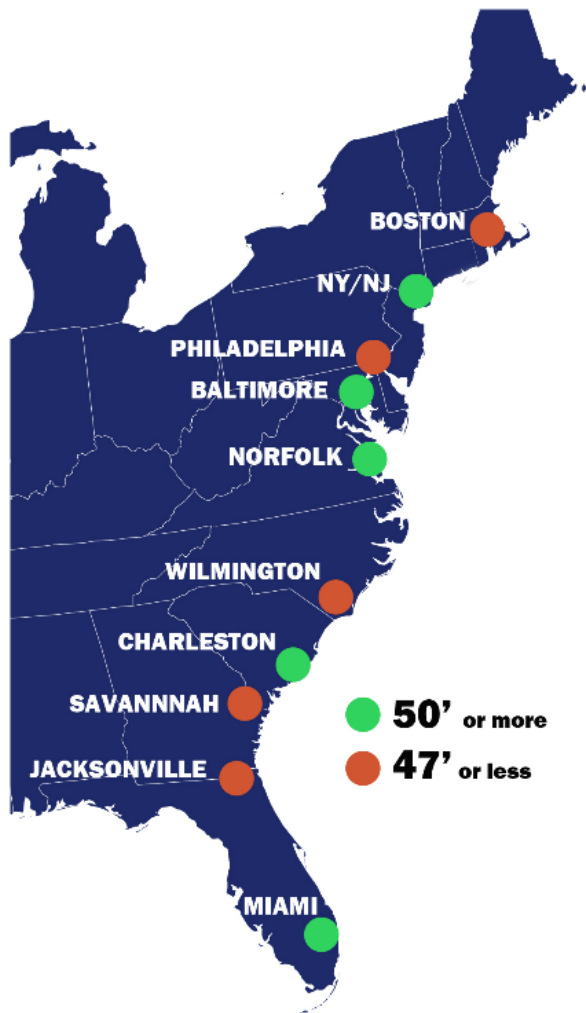 BOSTON
NY/NJ
PHILADELPHIA
BALTIMORE
NORFOLK
WILMINGTON
CHARLESTON
SAVANNNAH
JACKSONVILLE
MIAMI
50’ or more
47’ or less